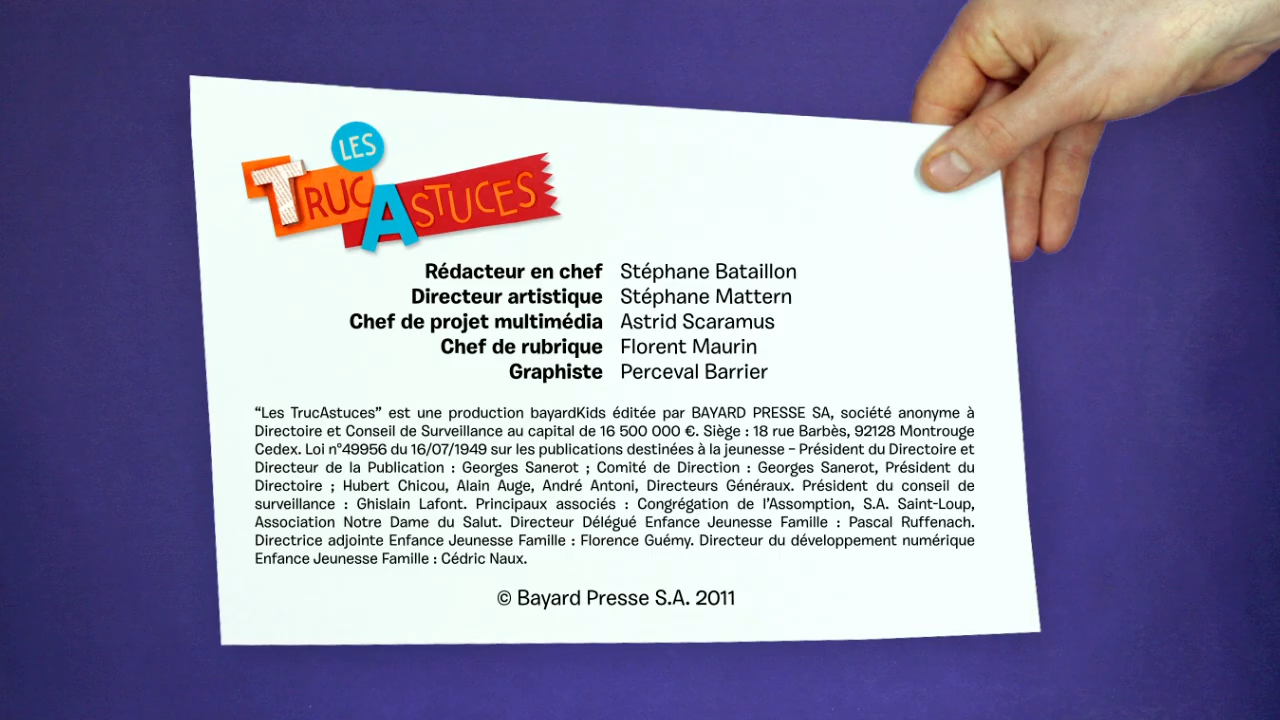 LES
TRUCASTUCES
Rédacteur en chef Stéphane Bataillon
Directeur artistique Stéphane Mattern
Chef de projet multimédia Astrid Scaramus
Chef de rubrique Florent Maurin
Graphiste Perceval Barrier
“Les TrucAstuces” est une production bayardKids éditée par BAYARD PRESSE SA, société anonyme à
Directoire et Conseil de Surveillance au capital de 16 500 000 €. Siège : 18 rue Barbès, 92128 Montrouge
Cedex. Loi n°49956 du 16/07/1949 sur les publications destinées à la jeunesse – Président du Directoire et
Directeur de la Publication : Georges Sanerot ; Comité de Direction : Georges Sanerot, Président du
Directoire ; Hubert Chicou, Alain Auge, André Antoni, Directeurs Généraux. Président du conseil de
surveillance : Ghislain Lafont. Principaux associés : Congrégation de l’Assomption, S.A. Saint-Loup,
Association Notre Dame du Salut. Directeur Délégué Enfance Jeunesse Famille : Pascal Ruffenach.
Directrice adjointe Enfance Jeunesse Famille : Florence Guémy. Directeur du développement numérique
Enfance Jeunesse Famille : Cédric Naux.
© Bayard Presse S.A. 2011